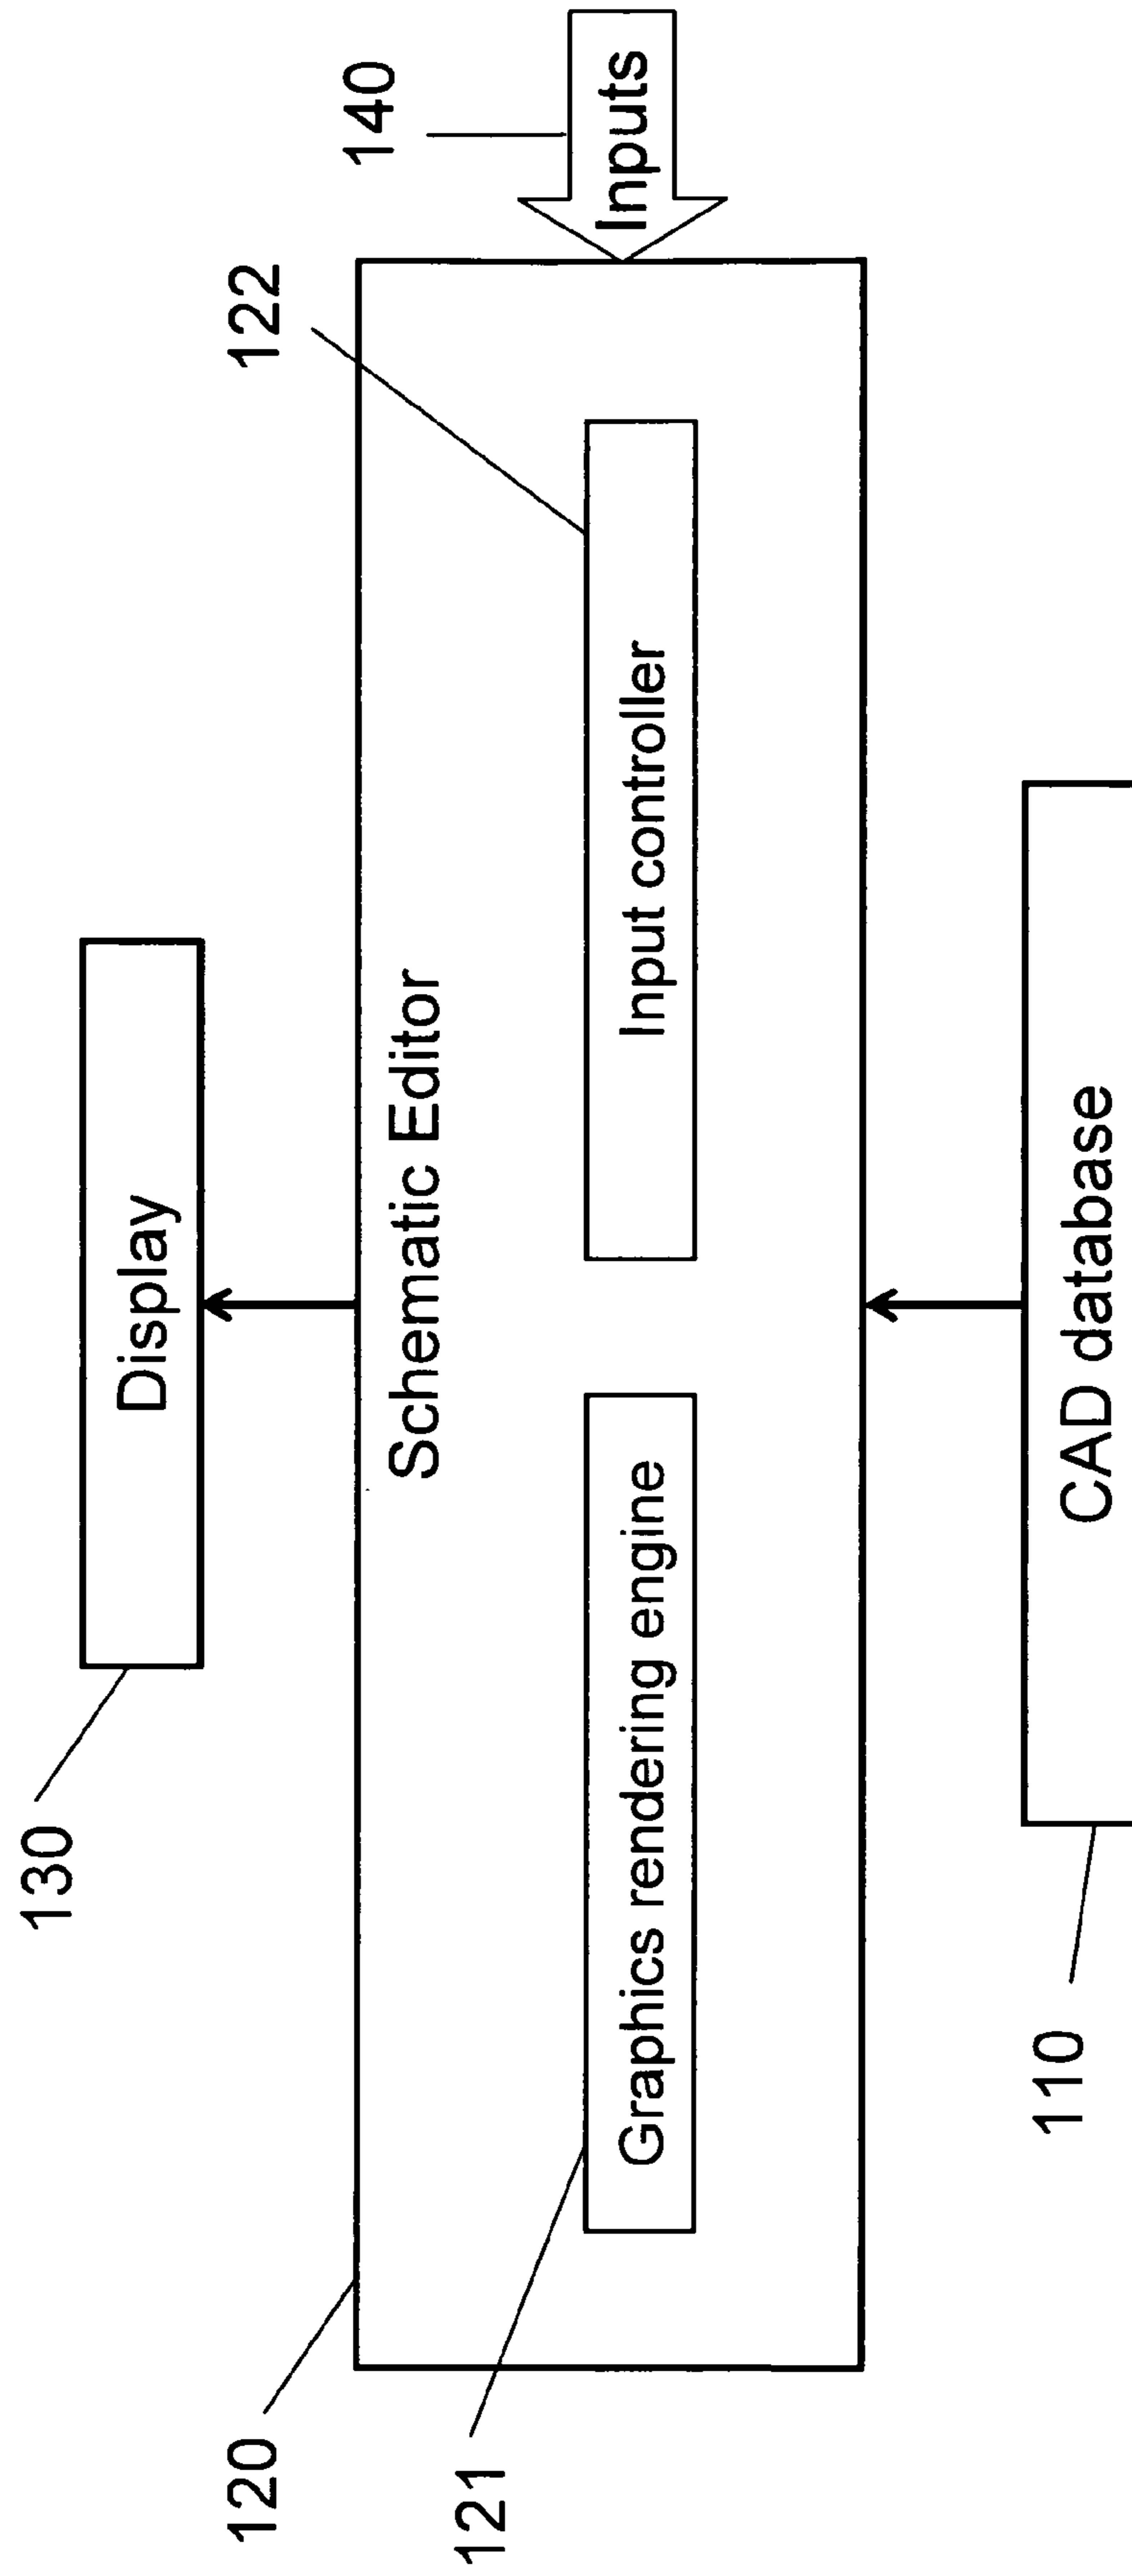 130
Display
120
Schematic Editor
122
140
121
Graphics rendering engine
Input controller
Inputs
110
CAD database